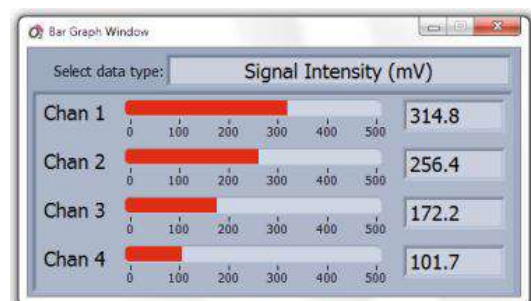 Bar Graph Window
Select data type: Signal Intensity (mV)
Chan 1 314.8
0 100 200 300 400 500
Chan 2 256.4
0 100 200 300 400 500
Chan 3 172.2
0 100 200 300 400 500
Chan 4 101.7
0 100 200 300 400 500